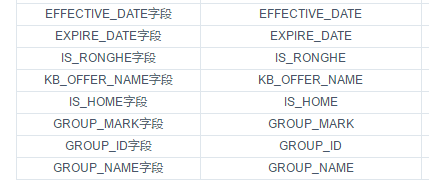 EFFECTIVE_DATE字段 EFFECTIVE_DATE
EXPIRE_DATE字段 EXPIRE_DATE
IS_RONGHE字段 IS_RONGHE
KB_OFFER_NAME字段 KB_OFFER_NAME
IS_HOME字段 IS_HOME
GROUP_MARK字段 GROUP_MARK
GROUP_ID字段 GROUP_ID
GROUP_NAME字段 GROUP_NAME